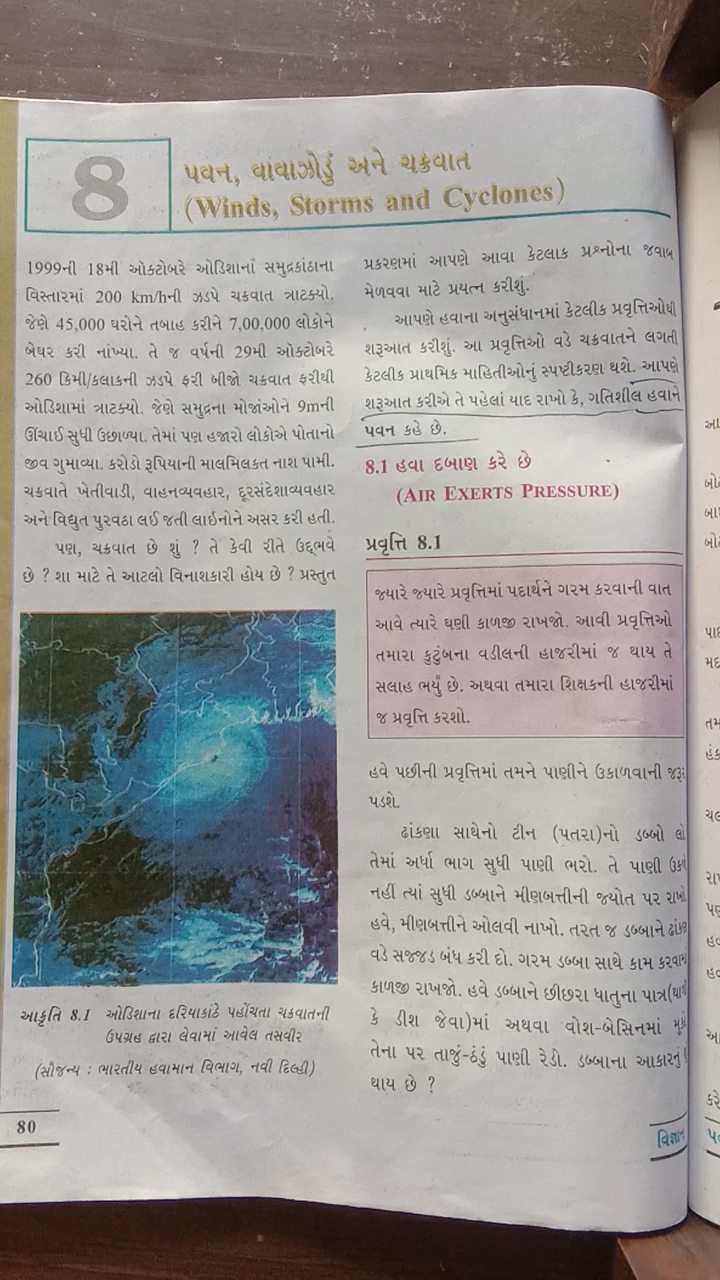 8
પવન, વાવાઝોડું અને ચક્રવાત
(Winds, Storms and Cyclones)
1999ની 18મી ઑક્ટોબરે ઓડિશાનાં સમુદ્રકાંઠાના
વિસ્તારમાં 200 km/hની ઝડપે ચક્રવાત ત્રાટક્યો.
જેણે 45,000 ઘરોને તબાહ કરીને 7,00,000 લોકોને
બેઘર કરી નાંખ્યા. તે જ વર્ષની 29મી ઑક્ટોબરે
260 કિમી/કલાકની ઝડપે ફરી બીજો ચક્રવાત ફરીથી
ઓડિશામાં ત્રાટક્યો. જેણે સમુદ્રના મોજાંઓને 9mની
ઊંચાઈ સુધી ઉછાળ્યા. તેમાં પણ હજારો લોકોએ પોતાનો
જીવ ગુમાવ્યા. કરોડો રૂપિયાની માલમિલકત નાશ પામી.
ચક્રવાતે ખેતીવાડી, વાહનવ્યવહાર, દૂરસંદેશાવ્યવહાર
અને વિદ્યુત પુરવઠા લઈ જતી લાઇનોને અસર કરી હતી.
પણ, ચક્રવાત છે શું ? તે કેવી રીતે ઉદ્ભવે
છે ? શા માટે તે આટલો વિનાશકારી હોય છે ? પ્રસ્તુત
આકૃતિ 8.1 ઓડિશાના દરિયાકાંઠે પહોંચતા ચક્રવાતની
ઉપગ્રહ દ્વારા લેવામાં આવેલ તસવીર
(સૌજન્ય : ભારતીય હવામાન વિભાગ, નવી દિલ્હી)
80
પ્રકરણમાં આપણે આવા કેટલાક પ્રશ્નોના જવાબ
મેળવવા માટે પ્રયત્ન કરીશું.
આપણે હવાના અનુસંધાનમાં કેટલીક પ્રવૃત્તિઓથી
શરૂઆત કરીશું. આ પ્રવૃત્તિઓ વડે ચક્રવાતને લગતી
કેટલીક પ્રાથમિક માહિતીઓનું સ્પષ્ટીકરણ થશે. આપણે
શરૂઆત કરીએ તે પહેલાં યાદ રાખો કે, ગતિશીલ હવાને
પવન કહે છે.
8.1 હવા દબાણ કરે છે
(AIR EXERTS PRESSURE)
પ્રવૃત્તિ 8.1
જ્યારે જ્યારે પ્રવૃત્તિમાં પદાર્થને ગરમ કરવાની વાત
આવે ત્યારે ઘણી કાળજી રાખજો. આવી પ્રવૃત્તિઓ
તમારા કુટુંબના વડીલની હાજરીમાં જ થાય તે
સલાહ ભર્યું છે. અથવા તમારા શિક્ષકની હાજરીમાં
જ પ્રવૃત્તિ કરશો.
હવે પછીની પ્રવૃત્તિમાં તમને પાણીને ઉકાળવાની જરૂર
પડશે.
ઢાંકણા સાથેનો ટીન (પતરા)નો ડબ્બો લો
તેમાં અર્ધા ભાગ સુધી પાણી ભરો. તે પાણી ઉકળે
નહીં ત્યાં સુધી ડબ્બાને મીણબત્તીની જ્યોત પર રાખો
હવે, મીણબત્તીને ઓલવી નાખો. તરત જ ડબ્બાને ઢાંકણ
વડે સજ્જડ બંધ કરી દો. ગરમ ડબ્બા સાથે કામ કરવામાં
કાળજી રાખજો. હવે ડબ્બાને છીછરા ધાતુના પાત્ર
કે ડીશ જેવા)માં અથવા વોશ-બેસિનમાં મૂકો
તેના પર તાજું-ઠંડું પાણી રેડો. ડબ્બાના આકારનું
થાય છે ?
વિજ્ઞાન